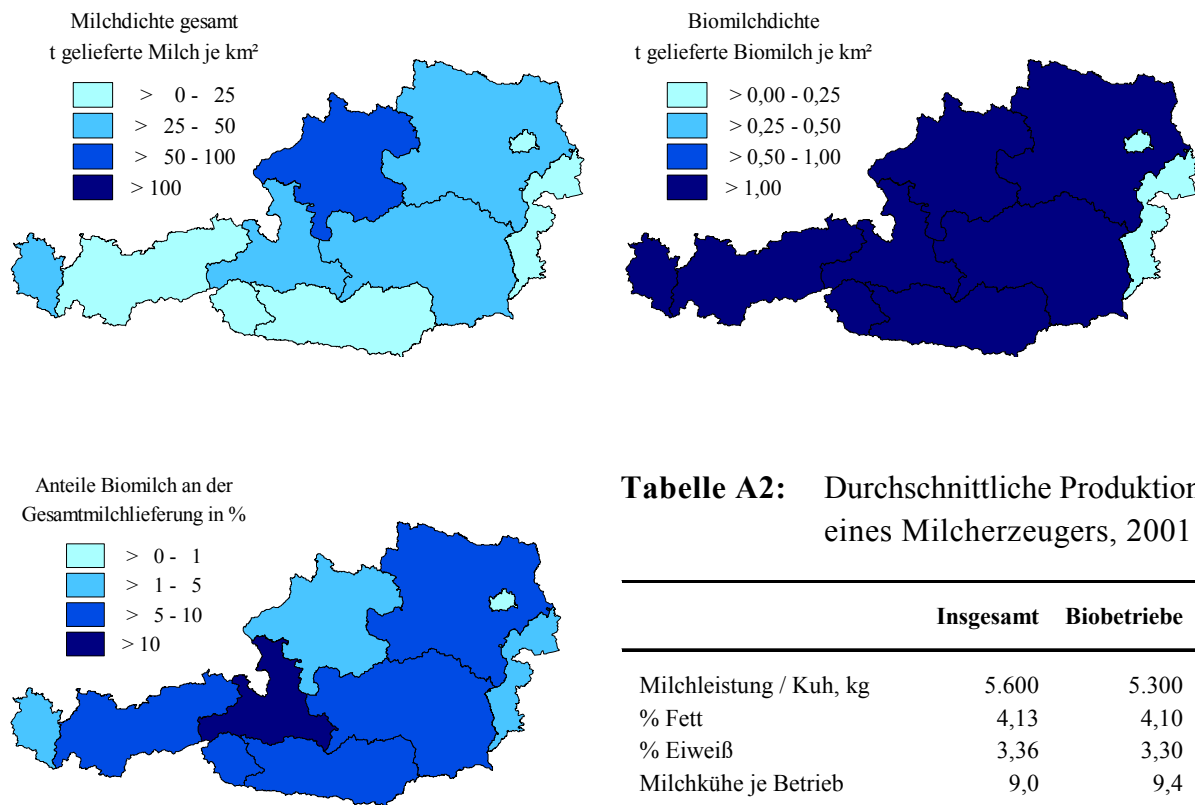 Milchdichte gesamt
t gelieferte Milch je km²
> 0 - 25
> 25 - 50
> 50 - 100
> 100
Biomilchdichte
t gelieferte Biomilch je km²
> 0,00 - 0,25
> 0,25 - 0,50
> 0,50 - 1,00
> 1,00
Anteile Biomilch an der
Gesamtmilchlieferung in %
> 0 - 1
> 1 - 5
> 5 - 10
> 10
Tabelle A2: Durchschnittliche Produktion
eines Milcherzeugers, 2001
Insgesamt Biobetriebe
Milchleistung / Kuh, kg 5.600 5.300
% Fett 4,13 4,10
% Eiweiß 3,36 3,30
Milchkühe je Betrieb 9,0 9,4